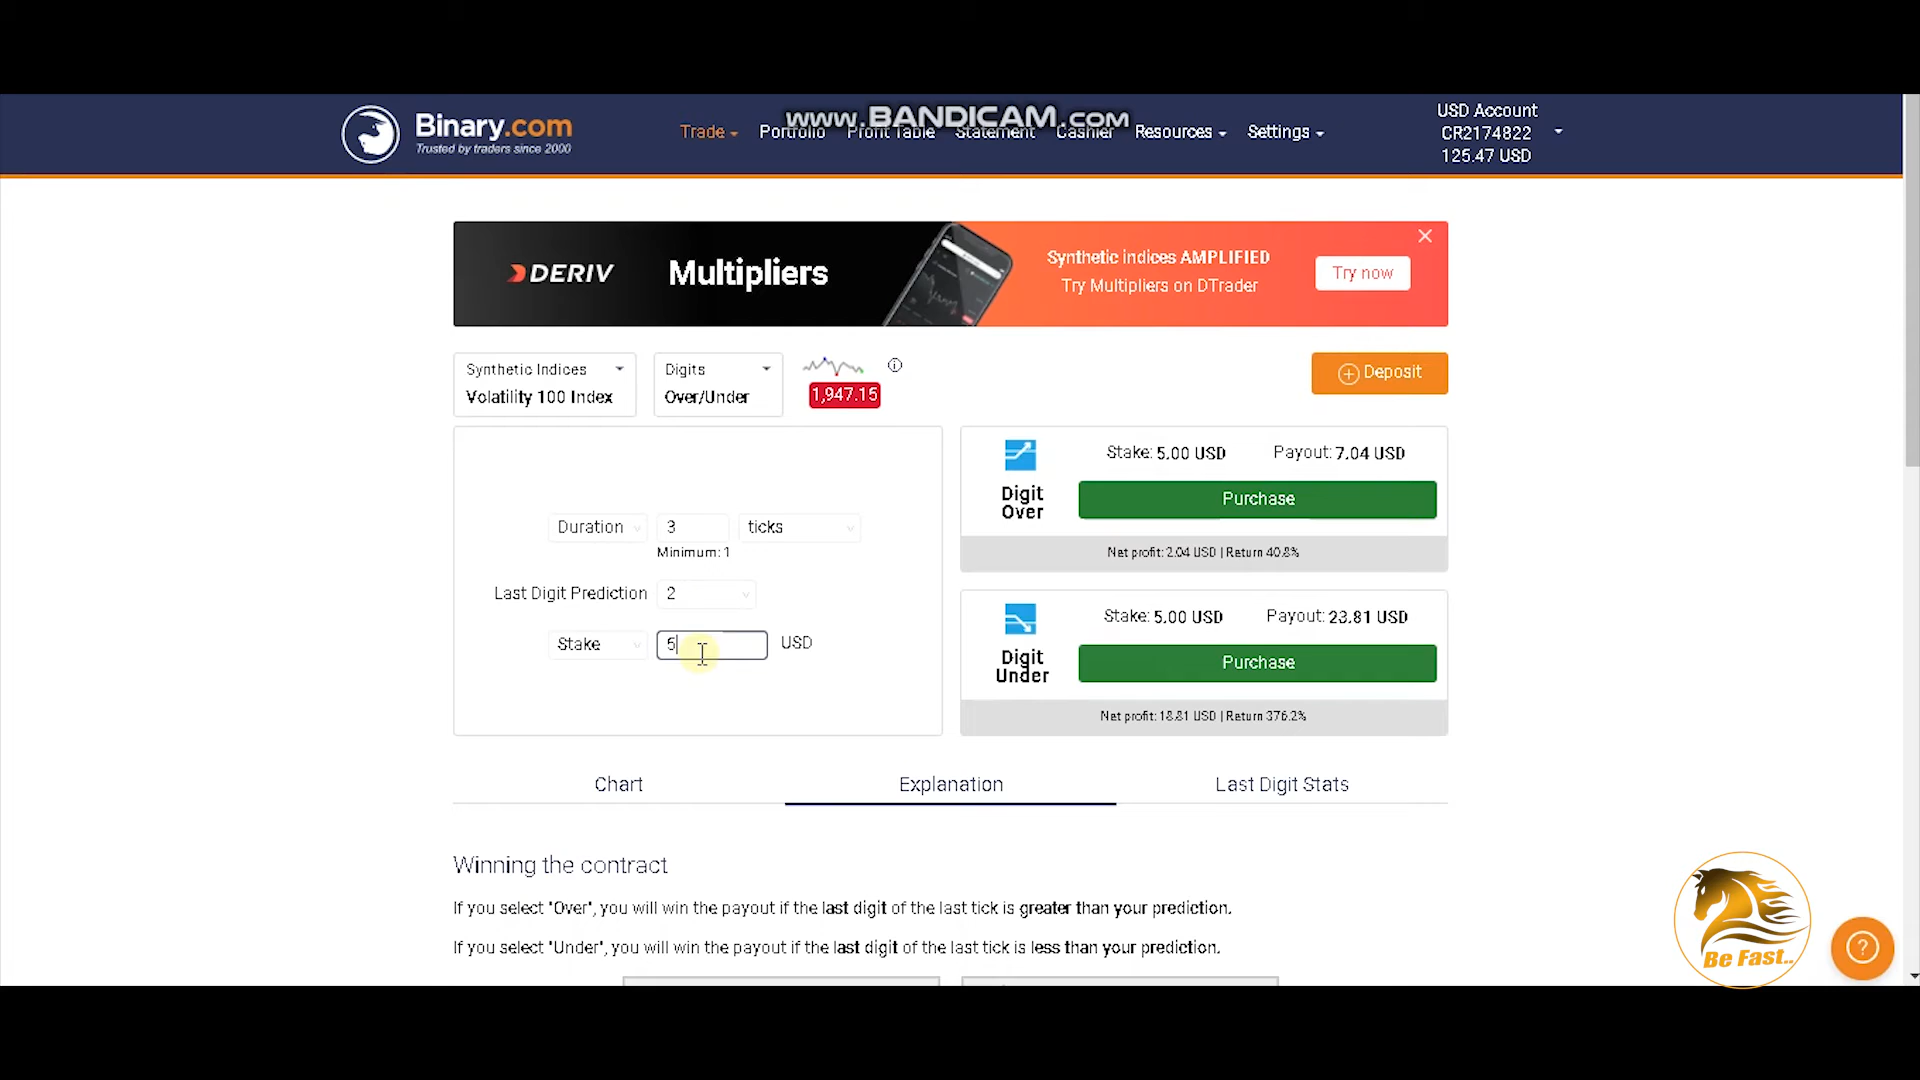 www.BANDICAM.com
Binary.com
Trusted by traders since 2000
Trade Portfolio Profit Table Statement Cashier Resources Settings
USD Account
CR2174822
125.47 USD
DERIV Multipliers
Synthetic indices AMPLIFIED
Try Multipliers on DTrader
Try now
Synthetic Indices
Volatility 100 Index
Digits
Over/Under
1,947.15
Deposit
Duration 3 ticks
Minimum: 1
Last Digit Prediction 2
Stake 5 USD
Digit Over
Stake: 5.00 USD Payout: 7.04 USD
Purchase
Net profit: 2.04 USD | Return 40.8%
Digit Under
Stake: 5.00 USD Payout: 23.81 USD
Purchase
Net profit: 18.81 USD | Return 376.2%
Chart Explanation Last Digit Stats
Winning the contract
If you select "Over", you will win the payout if the last digit of the last tick is greater than your prediction.
If you select "Under", you will win the payout if the last digit of the last tick is less than your prediction.
Be Fast..
?